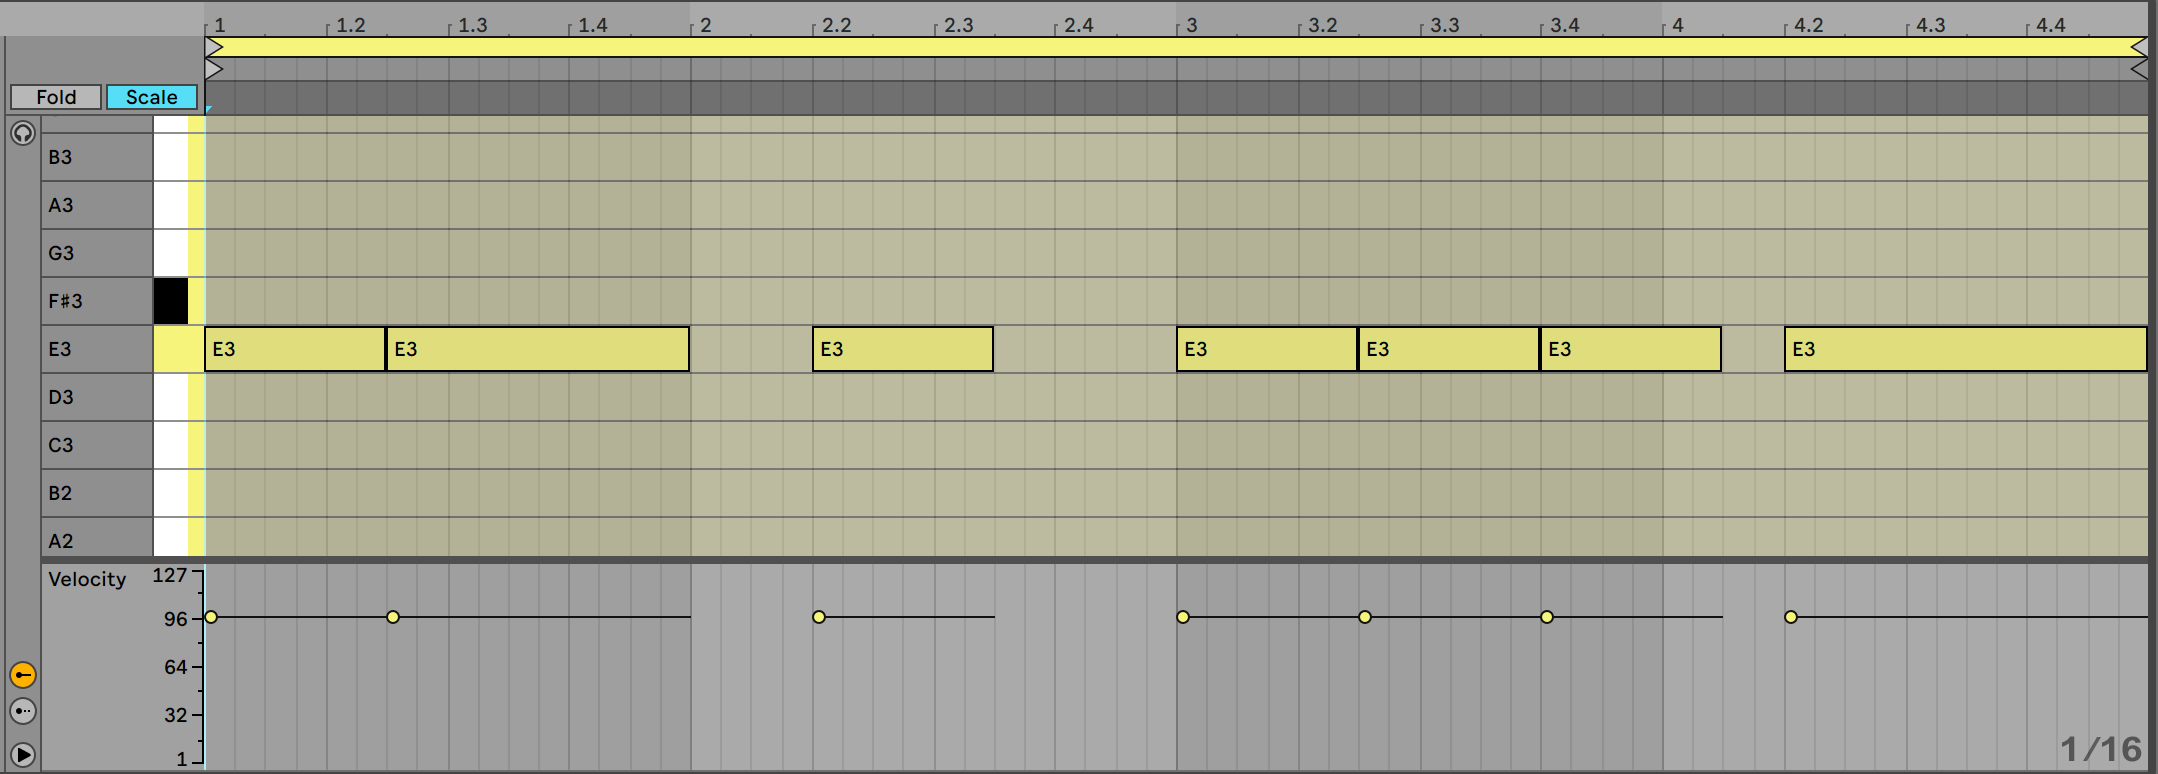 1 1.2 1.3 1.4 2 2.2 2.3 2.4 3 3.2 3.3 3.4 4 4.2 4.3 4.4
Fold Scale
B3
A3
G3
F♯3
E3 E3 E3 E3 E3 E3 E3 E3
D3
C3
B2
A2
Velocity 127
96
64
32
1
1/16